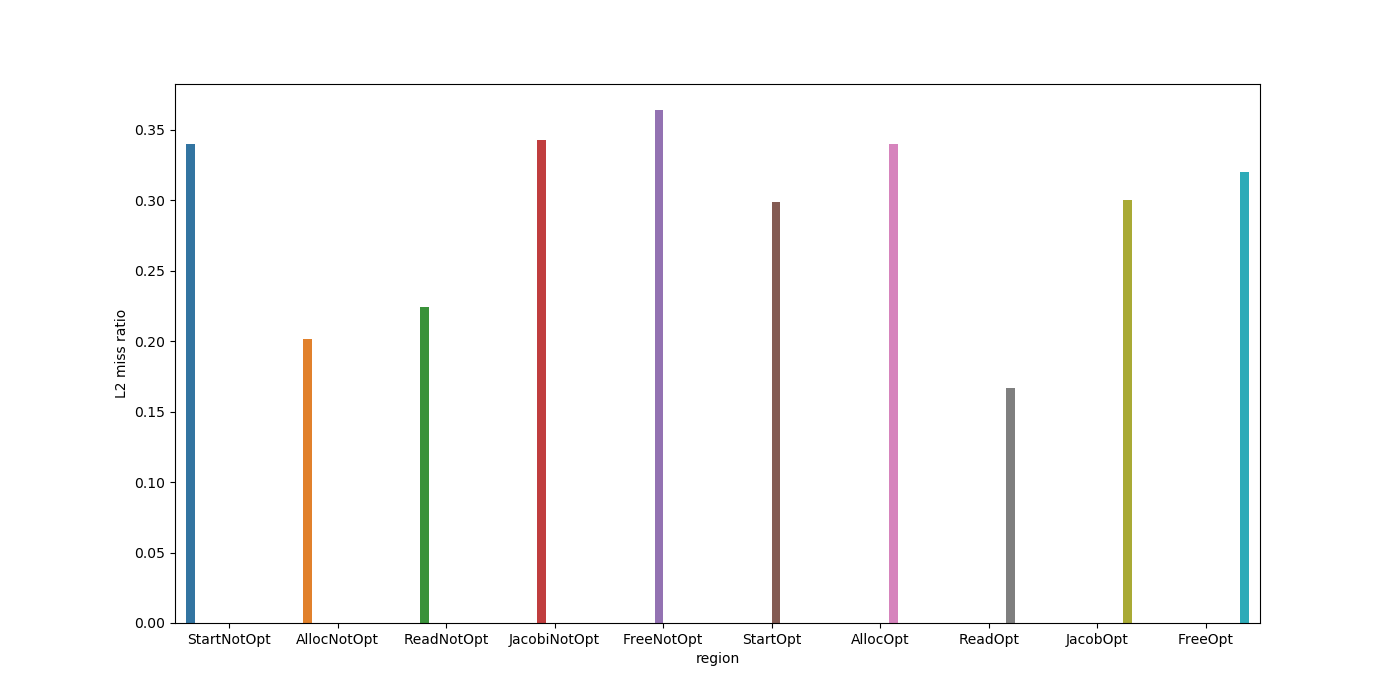 L2 miss ratio
0.35
0.30
0.25
0.20
0.15
0.10
0.05
0.00
StartNotOpt AllocNotOpt ReadNotOpt JacobiNotOpt FreeNotOpt StartOpt AllocOpt ReadOpt JacobOpt FreeOpt
region